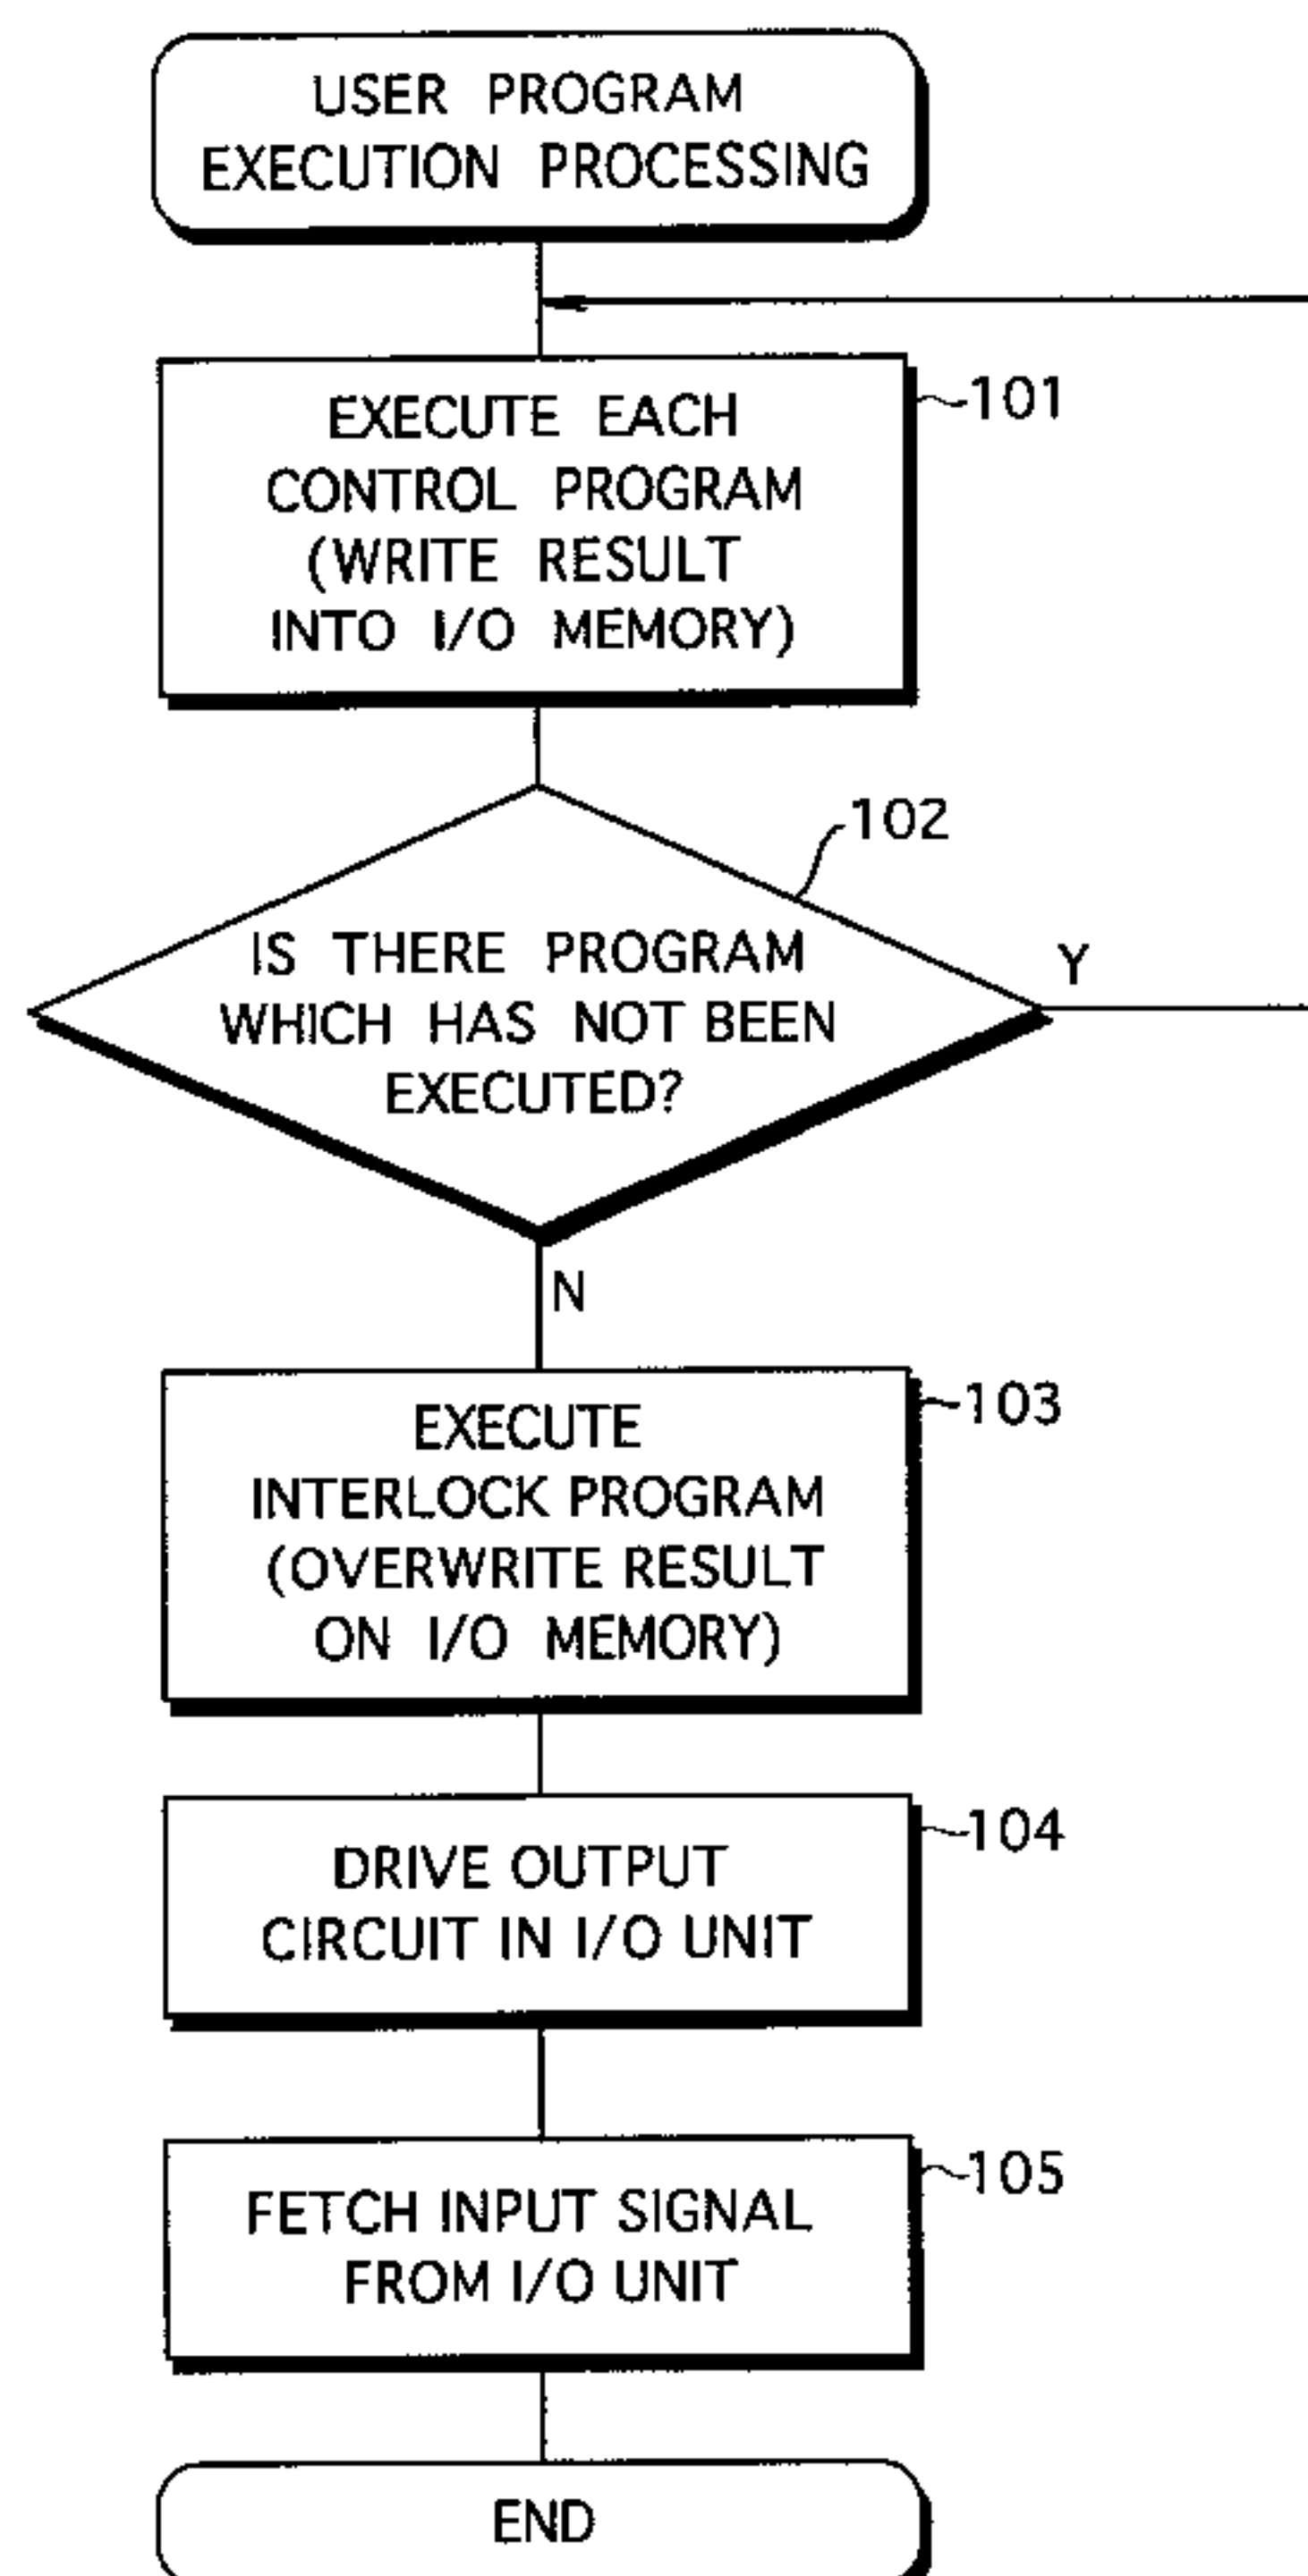 USER PROGRAM
EXECUTION PROCESSING
EXECUTE EACH
CONTROL PROGRAM
(WRITE RESULT
INTO I/O MEMORY)
101
102
IS THERE PROGRAM
WHICH HAS NOT BEEN
EXECUTED?
Y
N
EXECUTE
INTERLOCK PROGRAM
(OVERWRITE RESULT
ON I/O MEMORY)
103
DRIVE OUTPUT
CIRCUIT IN I/O UNIT
104
FETCH INPUT SIGNAL
FROM I/O UNIT
105
END